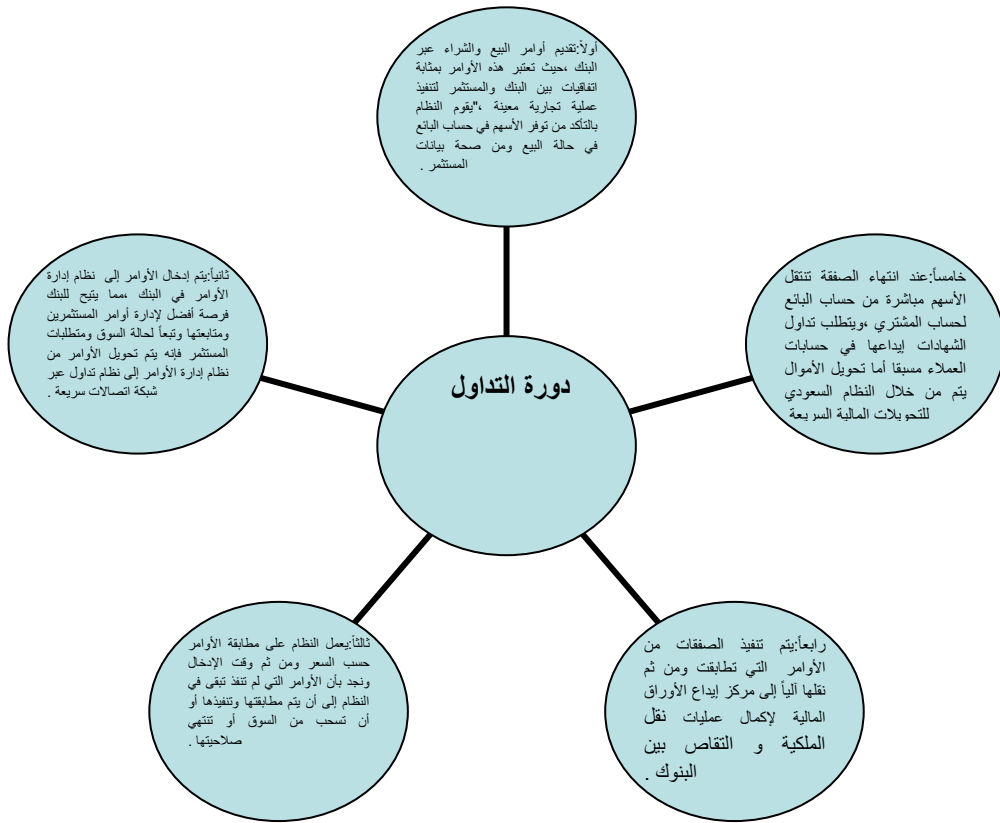 دورة التداول
أولاً:تقديم أوامر البيع والشراء عبر
البنك ،حيث تعتبر هذه الأوامر بمثابة
اتفاقيات بين البنك والمستثمر لتنفيذ
عملية تجارية معينة ،"يقوم النظام
بالتأكد من توفر الأسهم في حساب البائع
في حالة البيع ومن صحة بيانات
المستثمر .
ثانياً:يتم إدخال الأوامر إلى نظام إدارة
الأوامر في البنك ،مما يتيح للبنك
فرصة أفضل لإدارة أوامر المستثمرين
ومتابعتها وتبعاً لحالة السوق ومتطلبات
المستثمر فإنه يتم تحويل الأوامر من
نظام إدارة الأوامر إلى نظام تداول عبر
شبكة اتصالات سريعة .
ثالثاً:يعمل النظام على مطابقة الأوامر
حسب السعر ومن ثم وقت الإدخال
ونجد بأن الأوامر التي لم تنفذ تبقى في
النظام إلى أن يتم مطابقتها وتنفيذها أو
أن تسحب من السوق أو تنتهي
صلاحيتها .
رابعاً:يتم تنفيذ الصفقات من
الأوامر التي تطابقت ومن ثم
نقلها آلياً إلى مركز إيداع الأوراق
المالية لإكمال عمليات نقل
الملكية و التقاص بين
البنوك .
خامساً:عند انتهاء الصفقة تنتقل
الأسهم مباشرة من حساب البائع
لحساب المشتري ،ويتطلب تداول
الشهادات إيداعها في حسابات
العملاء مسبقا أما تحويل الأموال
يتم من خلال النظام السعودي
للتحويلات المالية السريعة